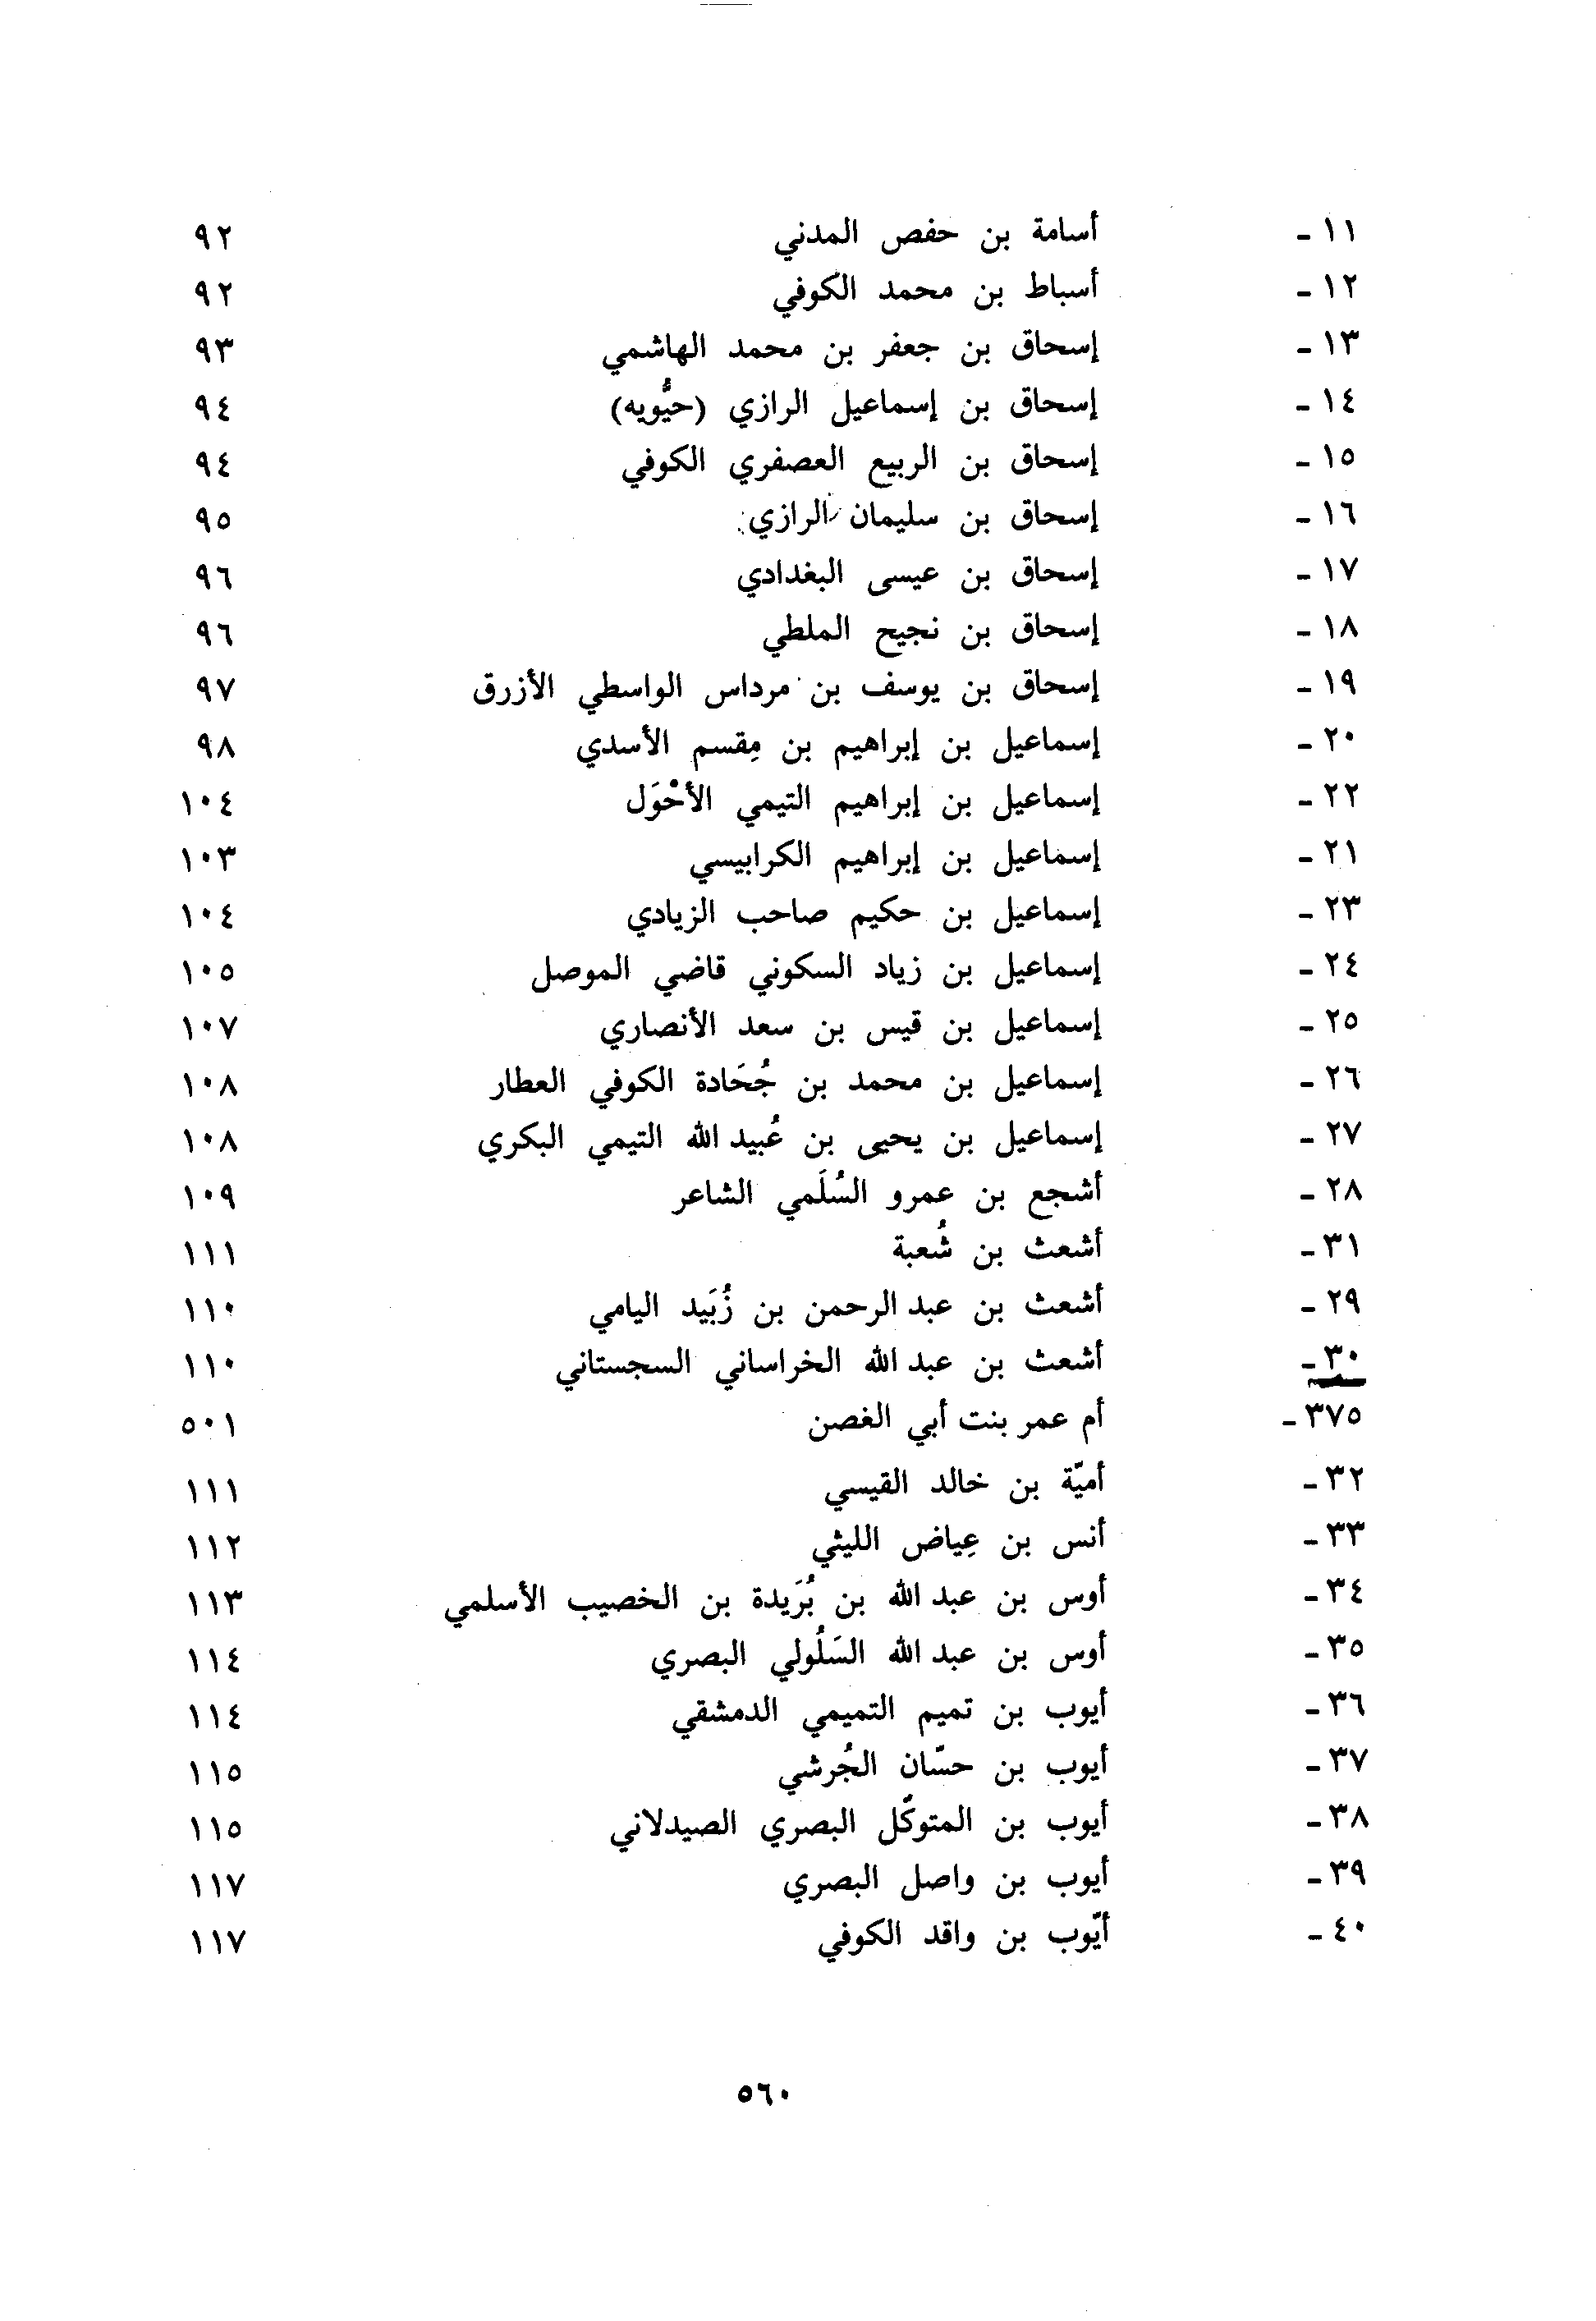 ١١ - أسامة بن حفص المدني ٩٢
١٢ - أسباط بن محمد الكوفي ٩٢
١٣ - إسحاق بن جعفر بن محمد الهاشمي ٩٣
١٤ - إسحاق بن إسماعيل الرازي (حيُّويه) ٩٤
١٥ - إسحاق بن الربيع العصفري الكوفي ٩٤
١٦ - إسحاق بن سليمان الرازي ٩٥
١٧ - إسحاق بن عيسى البغدادي ٩٦
١٨ - إسحاق بن نجيح الملطي ٩٦
١٩ - إسحاق بن يوسف بن مرداس الواسطي الأزرق ٩٧
٢٠ - إسماعيل بن إبراهيم بن مِقسم الأسدي ٩٨
٢٢ - إسماعيل بن إبراهيم التيمي الأحْوَل ١٠٤
٢١ - إسماعيل بن إبراهيم الكرابيسي ١٠٣
٢٣ - إسماعيل بن حكيم صاحب الزيادي ١٠٤
٢٤ - إسماعيل بن زياد السكوني قاضي الموصل ١٠٥
٢٥ - إسماعيل بن قيس بن سعد الأنصاري ١٠٧
٢٦ - إسماعيل بن محمد بن جُحَادة الكوفي العطار ١٠٨
٢٧ - إسماعيل بن يحيى بن عُبيد الله التيمي البكري ١٠٨
٢٨ - أشجع بن عمرو السُلَمي الشاعر ١٠٩
٣١ - أشعث بن شُعبة ١١١
٢٩ - أشعث بن عبد الرحمن بن زُبَيد اليامي ١١٠
٣٠ - أشعث بن عبد الله الخراساني السجستاني ١١٠
٣٧٥ - أم عمر بنت أبي الغصن ٥٠١
٣٢ - أميّة بن خالد القيسي ١١١
٣٣ - أنس بن عِياض الليثي ١١٢
٣٤ - أوس بن عبد الله بن بُرَيدة بن الخصيب الأسلمي ١١٣
٣٥ - أوس بن عبد الله السَلُولي البصري ١١٤
٣٦ - أيوب بن تميم التميمي الدمشقي ١١٤
٣٧ - أيوب بن حسّان الجُرشي ١١٥
٣٨ - أيوب بن المتوكّل البصري الصيدلاني ١١٥
٣٩ - أيوب بن واصل البصري ١١٧
٤٠ - أيّوب بن واقد الكوفي ١١٧
٥٦٠